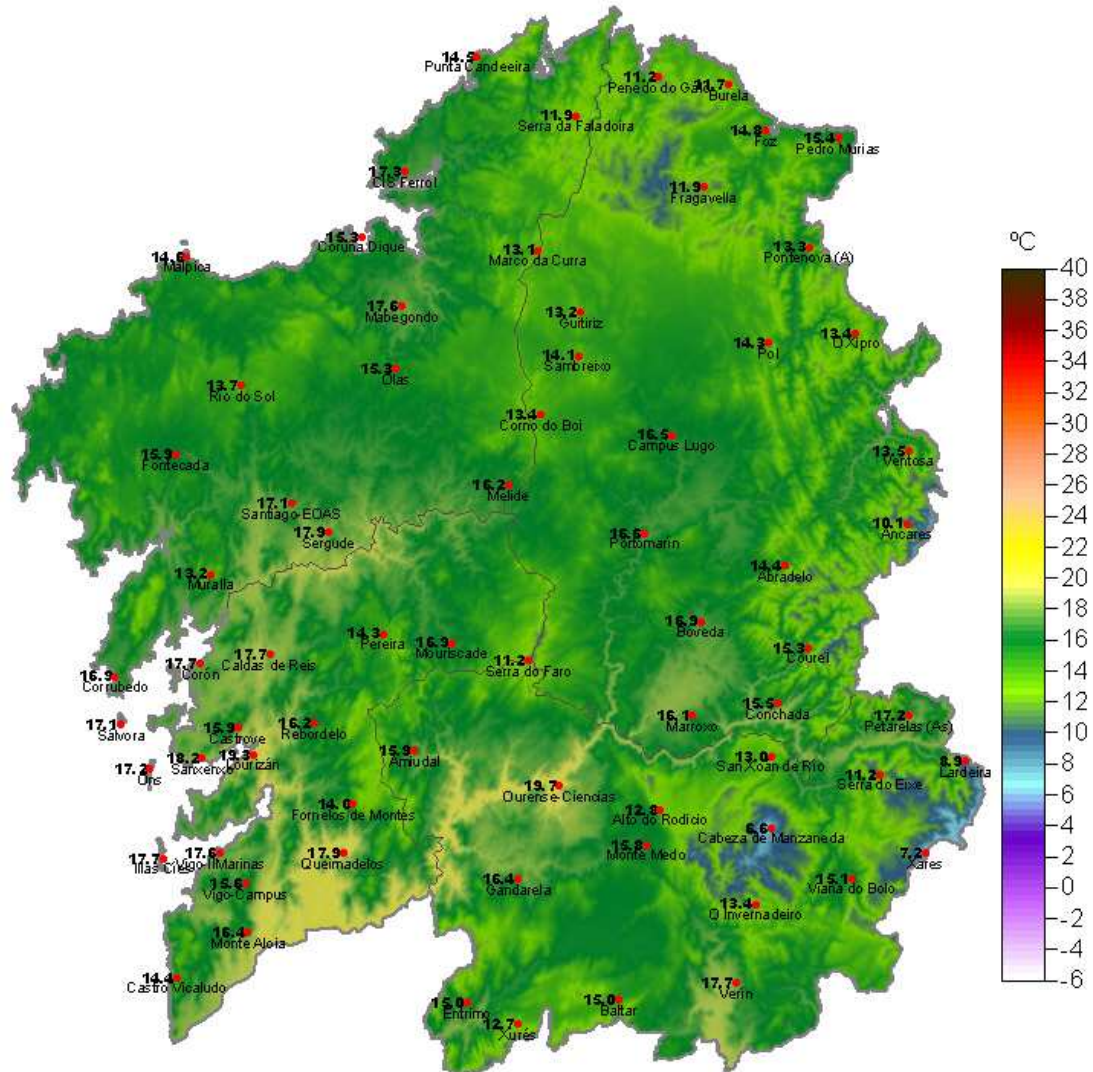 14.5
Punta Candeeira
11.2
Penedo do Galo
11.7
Burela
11.9
Serra da Faladoira
14.8
Foz
15.4
Pedro Murias
17.3
CIS Ferrol
11.9
Fragavella
15.3
Coruna Dique
14.6
Malpica
13.1
Marco da Curra
13.3
Pontenova (A)
17.6
Mabegondo
13.2
Guitiriz
14.3
Pol
13.4
O Xipro
14.1
Sambreixo
15.3
Olas
13.7
Rio do Sol
13.4
Corno do Boi
16.5
Campus Lugo
15.9
Fontecada
13.5
Ventosa
16.2
Melide
17.1
Santiago-EOAS
17.9
Sergude
16.6
Portomarin
10.1
Ancares
13.2
Muralla
14.4
Abradelo
14.3
Pereira
16.9
Mouriscade
16.9
Boveda
15.3
Courel
17.7
Caldas de Reis
17.7
Corón
11.2
Serra do Faro
16.9
Corrubedo
17.1
Salvora
15.9
Castrove
16.2
Rebordelo
16.1
Marroxo
15.5
Conchada
17.2
Petarelas (As)
18.2
Sanxenxo
19.3
Lourizán
15.9
Amiudal
13.0
San Xoan de Rio
8.9
Lardeira
17.2
Ons
19.7
Ourense-Ciencias
11.2
Serra do Eixe
14.0
Fornelos de Montes
12.8
Alto do Rodicio
6.6
Cabeza de Manzaneda
17.7
Illas Cies
17.6
Vigo-IIMarinas
17.9
Queimadelos
15.8
Monte Medo
7.2
Xares
15.6
Vigo-Campus
16.4
Gandarela
15.1
Viana do Bolo
13.4
O Invernadeiro
16.4
Monte Aloia
14.4
Castro Vicaludo
17.7
Verin
15.0
Entrimo
12.7
Xurés
15.0
Baltar
ºC
40
38
36
34
32
30
28
26
24
22
20
18
16
14
12
10
8
6
4
2
0
-2
-4
-6